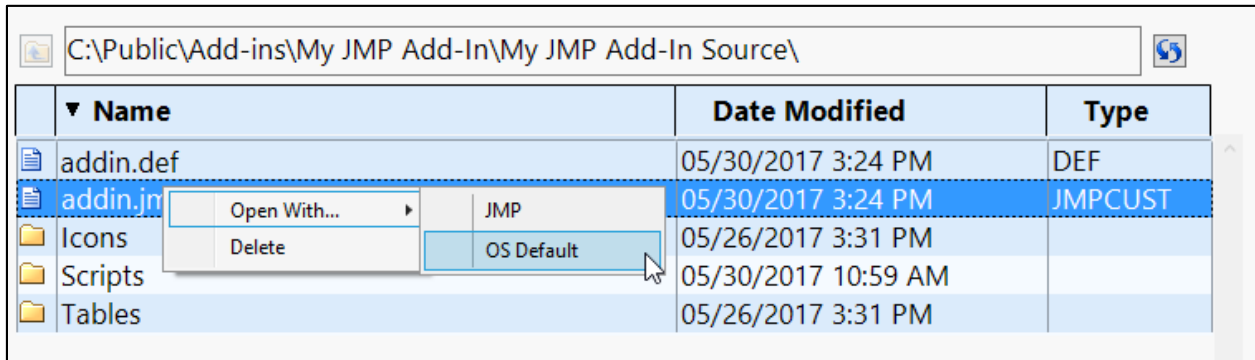 C:\Public\Add-ins\My JMP Add-In\My JMP Add-In Source\
▼ Name Date Modified Type
addin.def 05/30/2017 3:24 PM DEF
addin.jm 05/30/2017 3:24 PM JMPCUST
Open With... JMP
Icons 05/26/2017 3:31 PM
Delete OS Default
Scripts 05/30/2017 10:59 AM
Tables 05/26/2017 3:31 PM